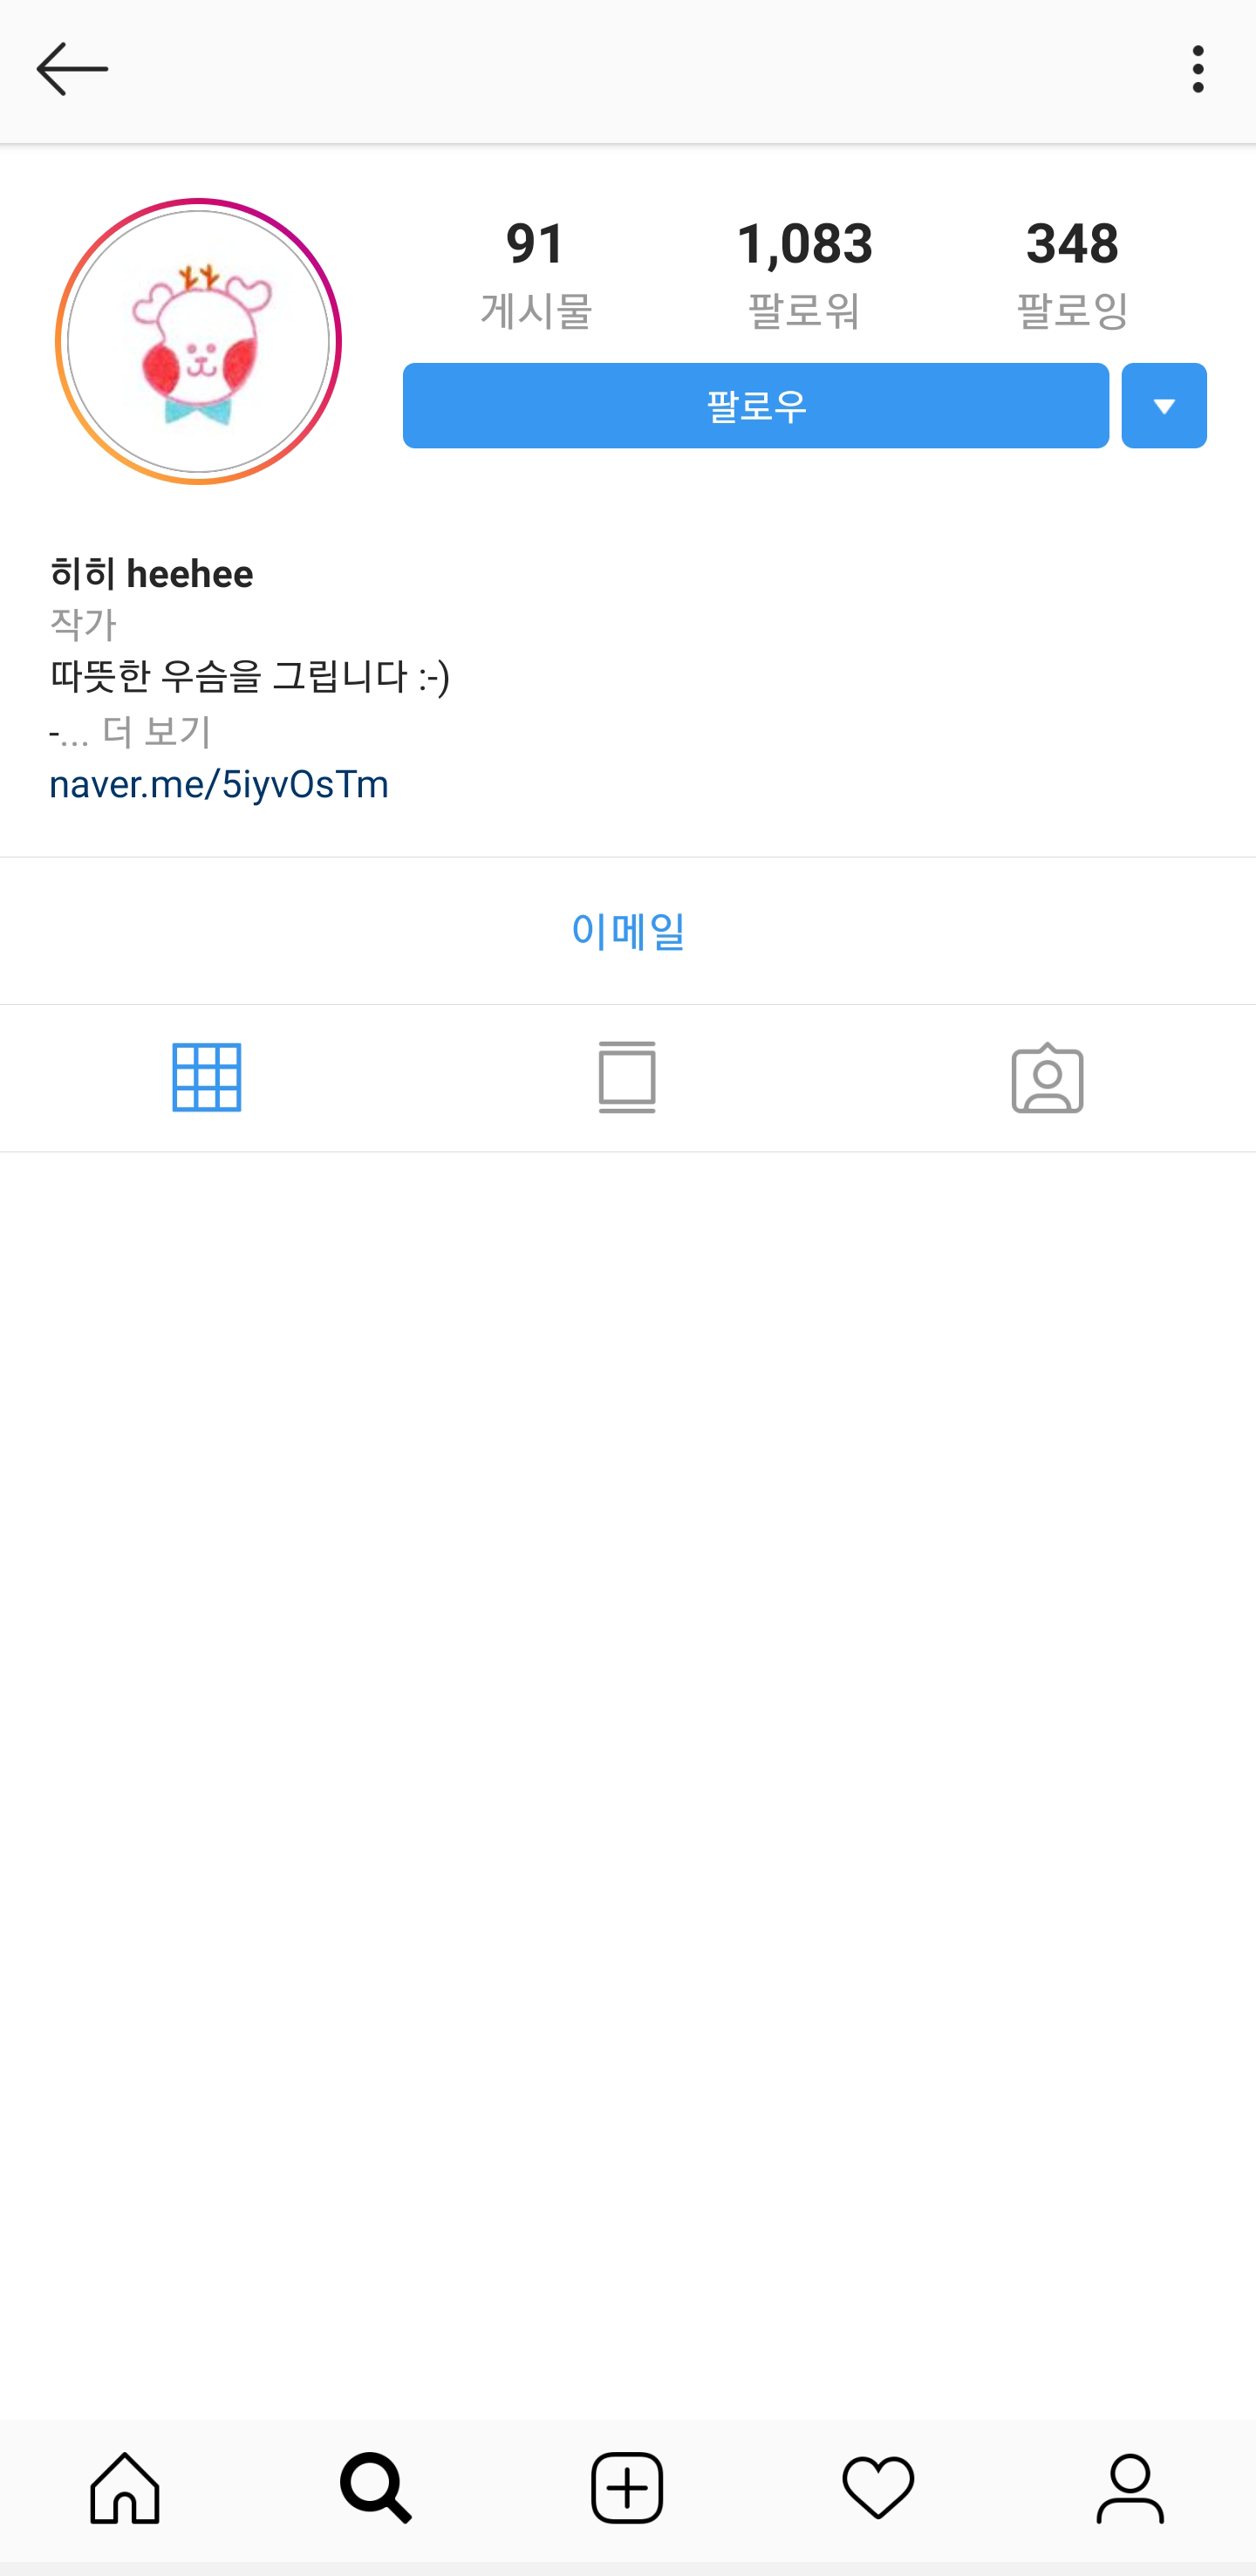 91 1,083 348
게시물 팔로워 팔로잉
팔로우
히히 heehee
작가
따뜻한 우슴을 그립니다 :-)
-... 더 보기
naver.me/5iyvOsTm
이메일